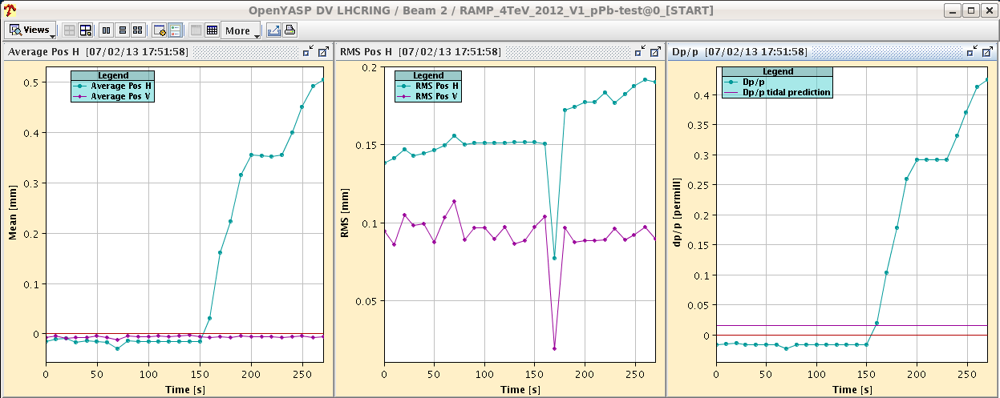 OpenYASP DV LHCRING / Beam 2 / RAMP_4TeV_2012_V1_pPb-test@0_[START]
Views More
Average Pos H [07/02/13 17:51:58]
Legend
Average Pos H
Average Pos V
0.5
0.4
0.3
0.2
0.1
0
Mean [mm]
0 50 100 150 200 250
Time [s]
RMS Pos H [07/02/13 17:51:58]
Legend
RMS Pos H
RMS Pos V
0.2
0.15
0.1
0.05
RMS [mm]
0 50 100 150 200 250
Time [s]
Dp/p [07/02/13 17:51:58]
Legend
Dp/p
Dp/p tidal prediction
0.4
0.35
0.3
0.25
0.2
0.15
0.1
0.05
0
dp/p [permill]
0 50 100 150 200 250
Time [s]